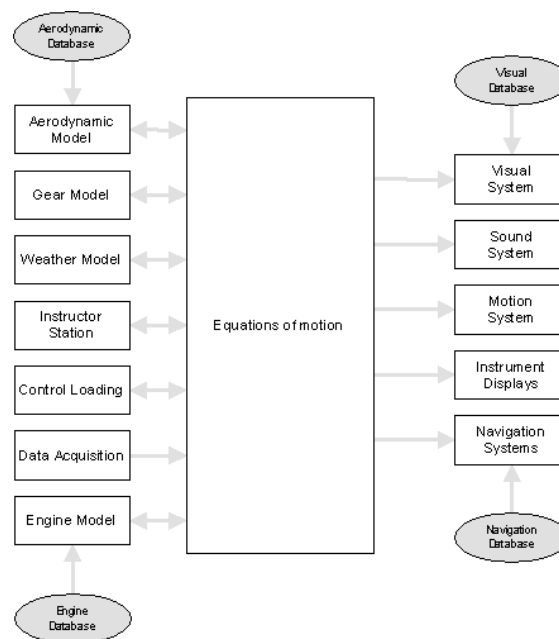 Aerodynamic
Database
Aerodynamic
Model
Gear Model
Weather Model
Instructor
Station
Control Loading
Data Acquisition
Engine Model
Engine
Database
Equations of motion
Visual
Database
Visual
System
Sound
System
Motion
System
Instrument
Displays
Navigation
Systems
Navigation
Database